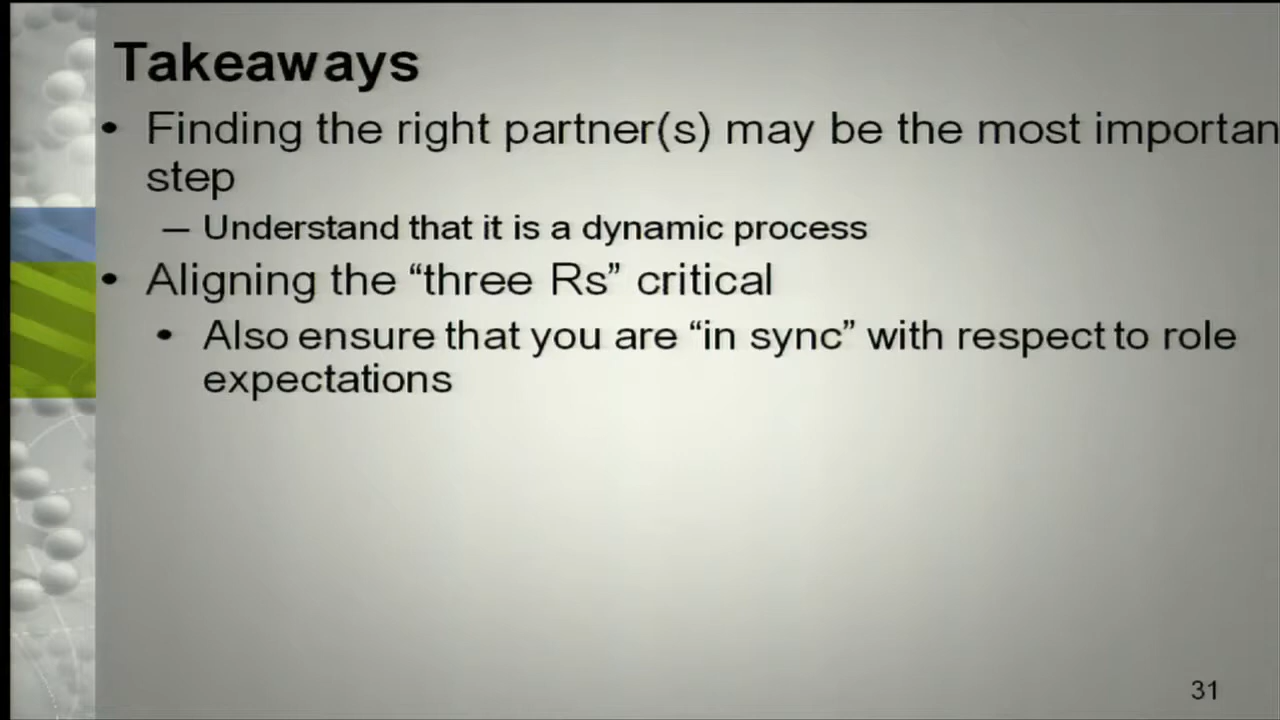 Takeaways
• Finding the right partner(s) may be the most importan
step
— Understand that it is a dynamic process
• Aligning the “three Rs” critical
• Also ensure that you are “in sync” with respect to role
expectations
31